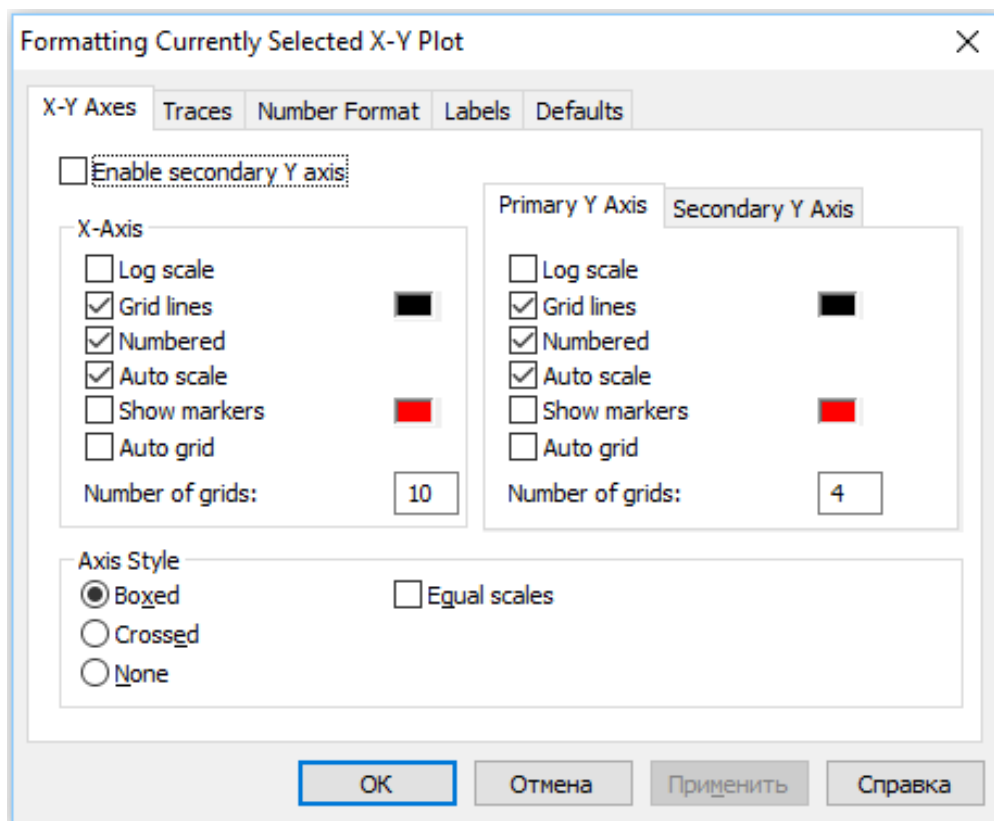 Formatting Currently Selected X-Y Plot
X-Y Axes Traces Number Format Labels Defaults
Enable secondary Y axis
Primary Y Axis Secondary Y Axis
X-Axis
Log scale
Grid lines
Numbered
Auto scale
Show markers
Auto grid
Number of grids: 10
Log scale
Grid lines
Numbered
Auto scale
Show markers
Auto grid
Number of grids: 4
Axis Style
Boxed
Crossed
None
Equal scales
ОК Отмена Применить Справка